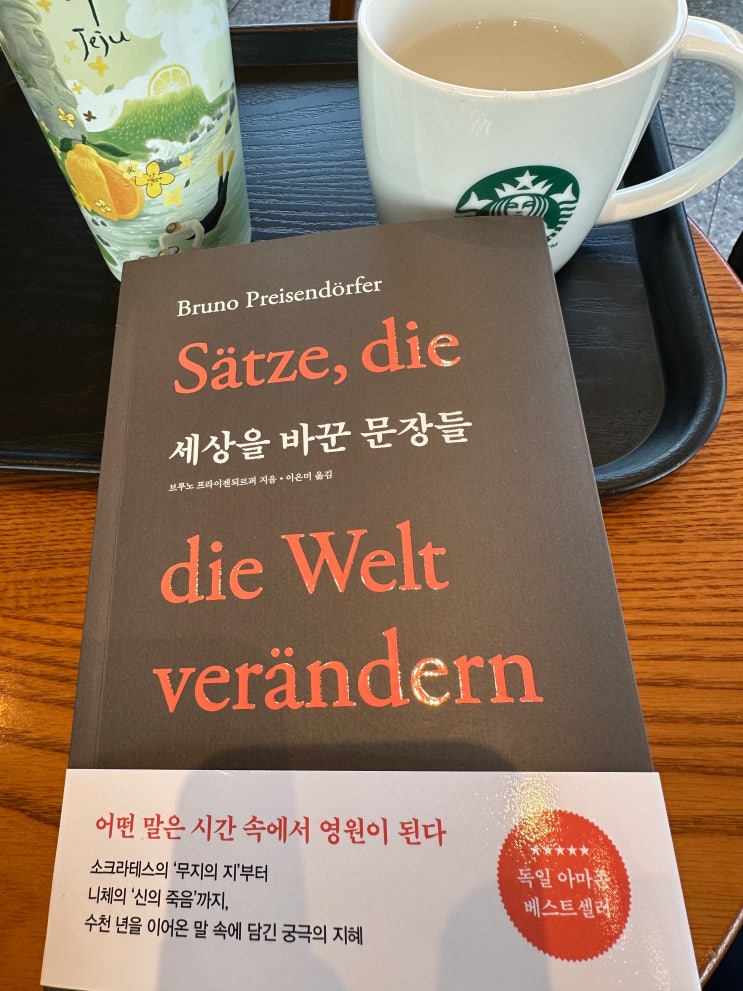 Jeju
Bruno Preisendörfer
Sätze, die
세상을 바꾼 문장들
브루노 프라이젠되르퍼 지음 • 이은미 옮김
die Welt
verändern
어떤 말은 시간 속에서 영원이 된다
소크라테스의 ‘무지의 지’부터
니체의 ‘신의 죽음’까지,
수천 년을 이어온 말 속에 담긴 궁극의 지혜
★★★★★
독일 아마존
베스트셀러